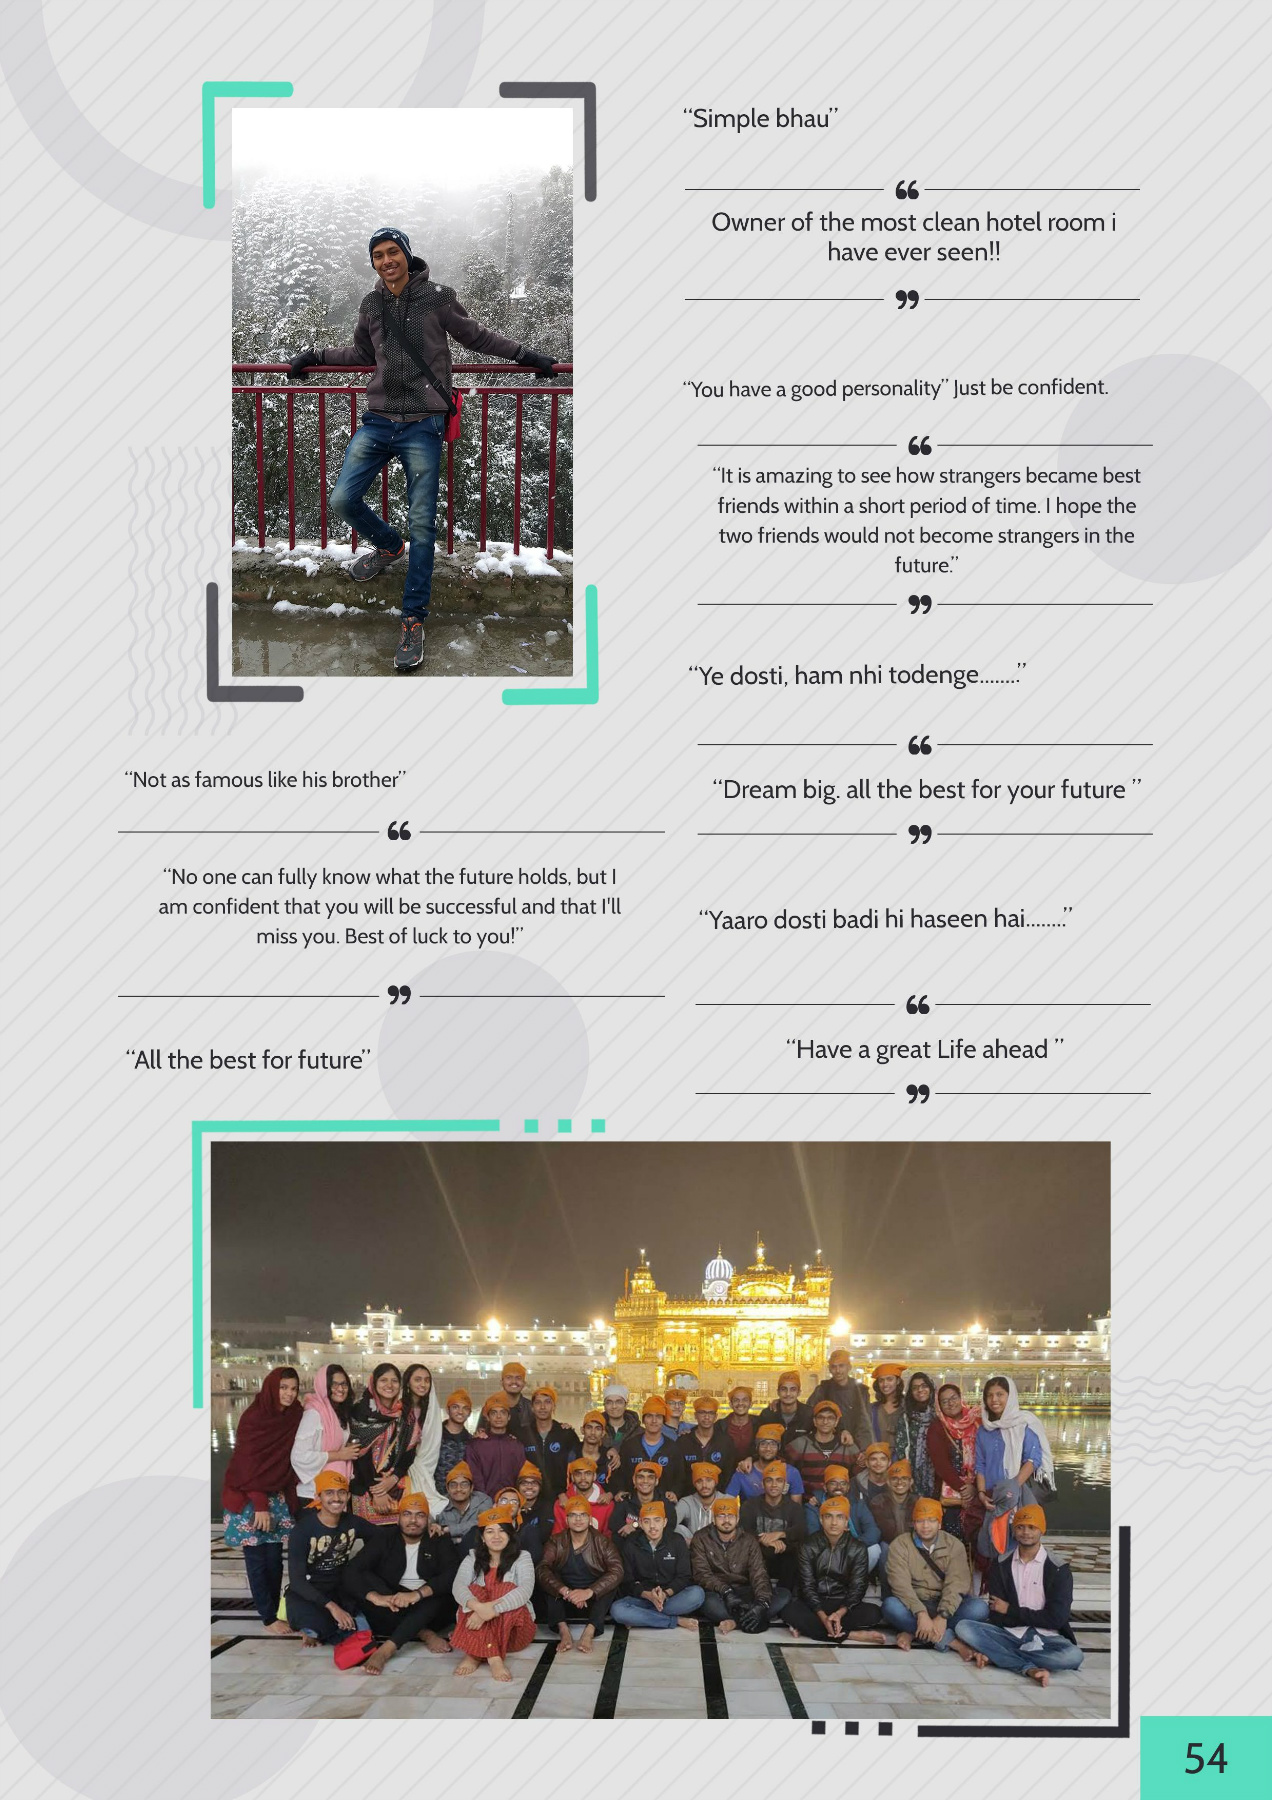 “Simple bhau”
“
Owner of the most clean hotel room i
have ever seen!!
”
“You have a good personality” Just be confident.
“
“It is amazing to see how strangers became best
friends within a short period of time. I hope the
two friends would not become strangers in the
future.”
”
“Ye dosti, ham nhi todenge.......”
“
“Dream big. all the best for your future ”
”
“Yaaro dosti badi hi haseen hai........”
“
“Have a great Life ahead ”
”
“Not as famous like his brother”
“
“No one can fully know what the future holds, but I
am confident that you will be successful and that I'll
miss you. Best of luck to you!”
”
“All the best for future”
54